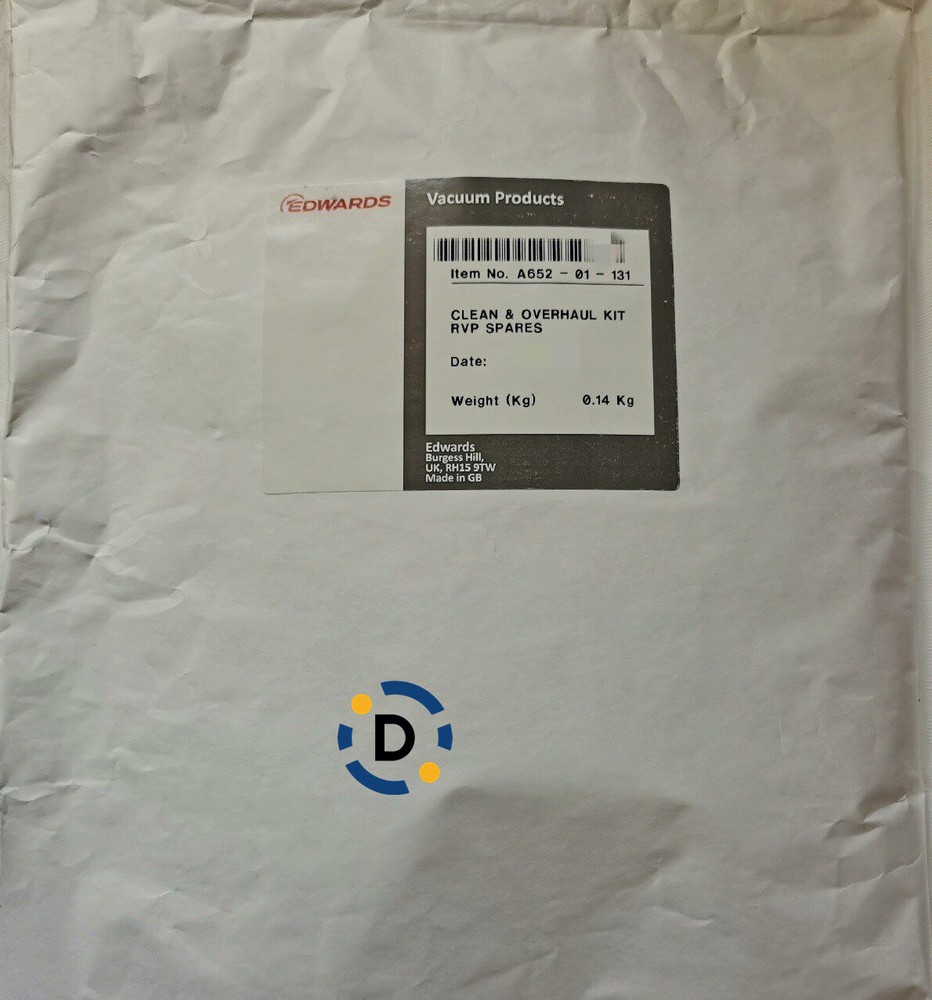 EDWARDS
Vacuum Products
Item No. A652 - 01 - 131
CLEAN & OVERHAUL KIT
RVP SPARES
Date:
Weight (Kg) 0.14 Kg
Edwards
Burgess Hill,
UK, RH15 9TW
Made in GB
D